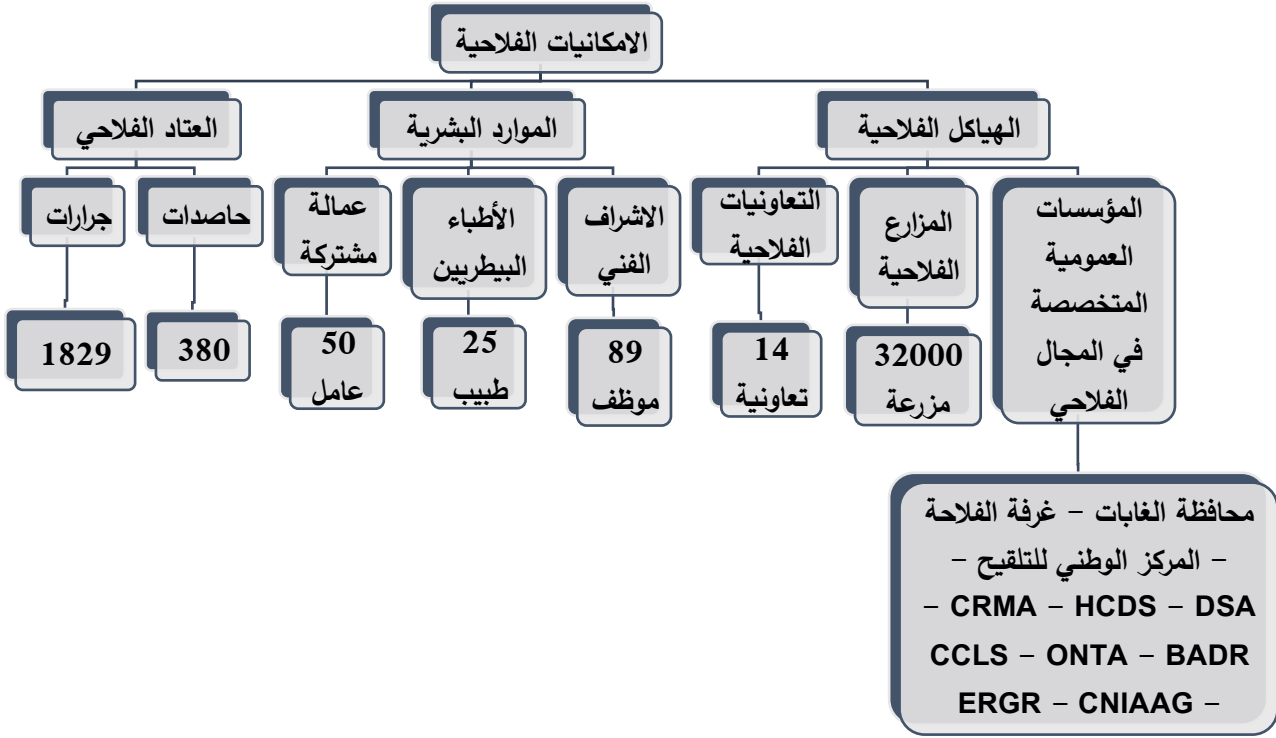 الامكانيات الفلاحية
الهياكل الفلاحية
الموارد البشرية
العتاد الفلاحي
المؤسسات
العمومية
المتخصصة
في المجال
الفلاحي
المزارع
الفلاحية
التعاونيات
الفلاحية
الاشراف
الفني
الأطباء
البيطريين
عمالة
مشتركة
حاصدات
جرارات
32000
مزرعة
14
تعاونية
89
موظف
25
طبيب
50
عامل
380
1829
محافظة الغابات – غرفة الفلاحة
– المركز الوطني للتلقيح –
– CRMA – HCDS – DSA
CCLS – ONTA – BADR
ERGR – CNIAAG –